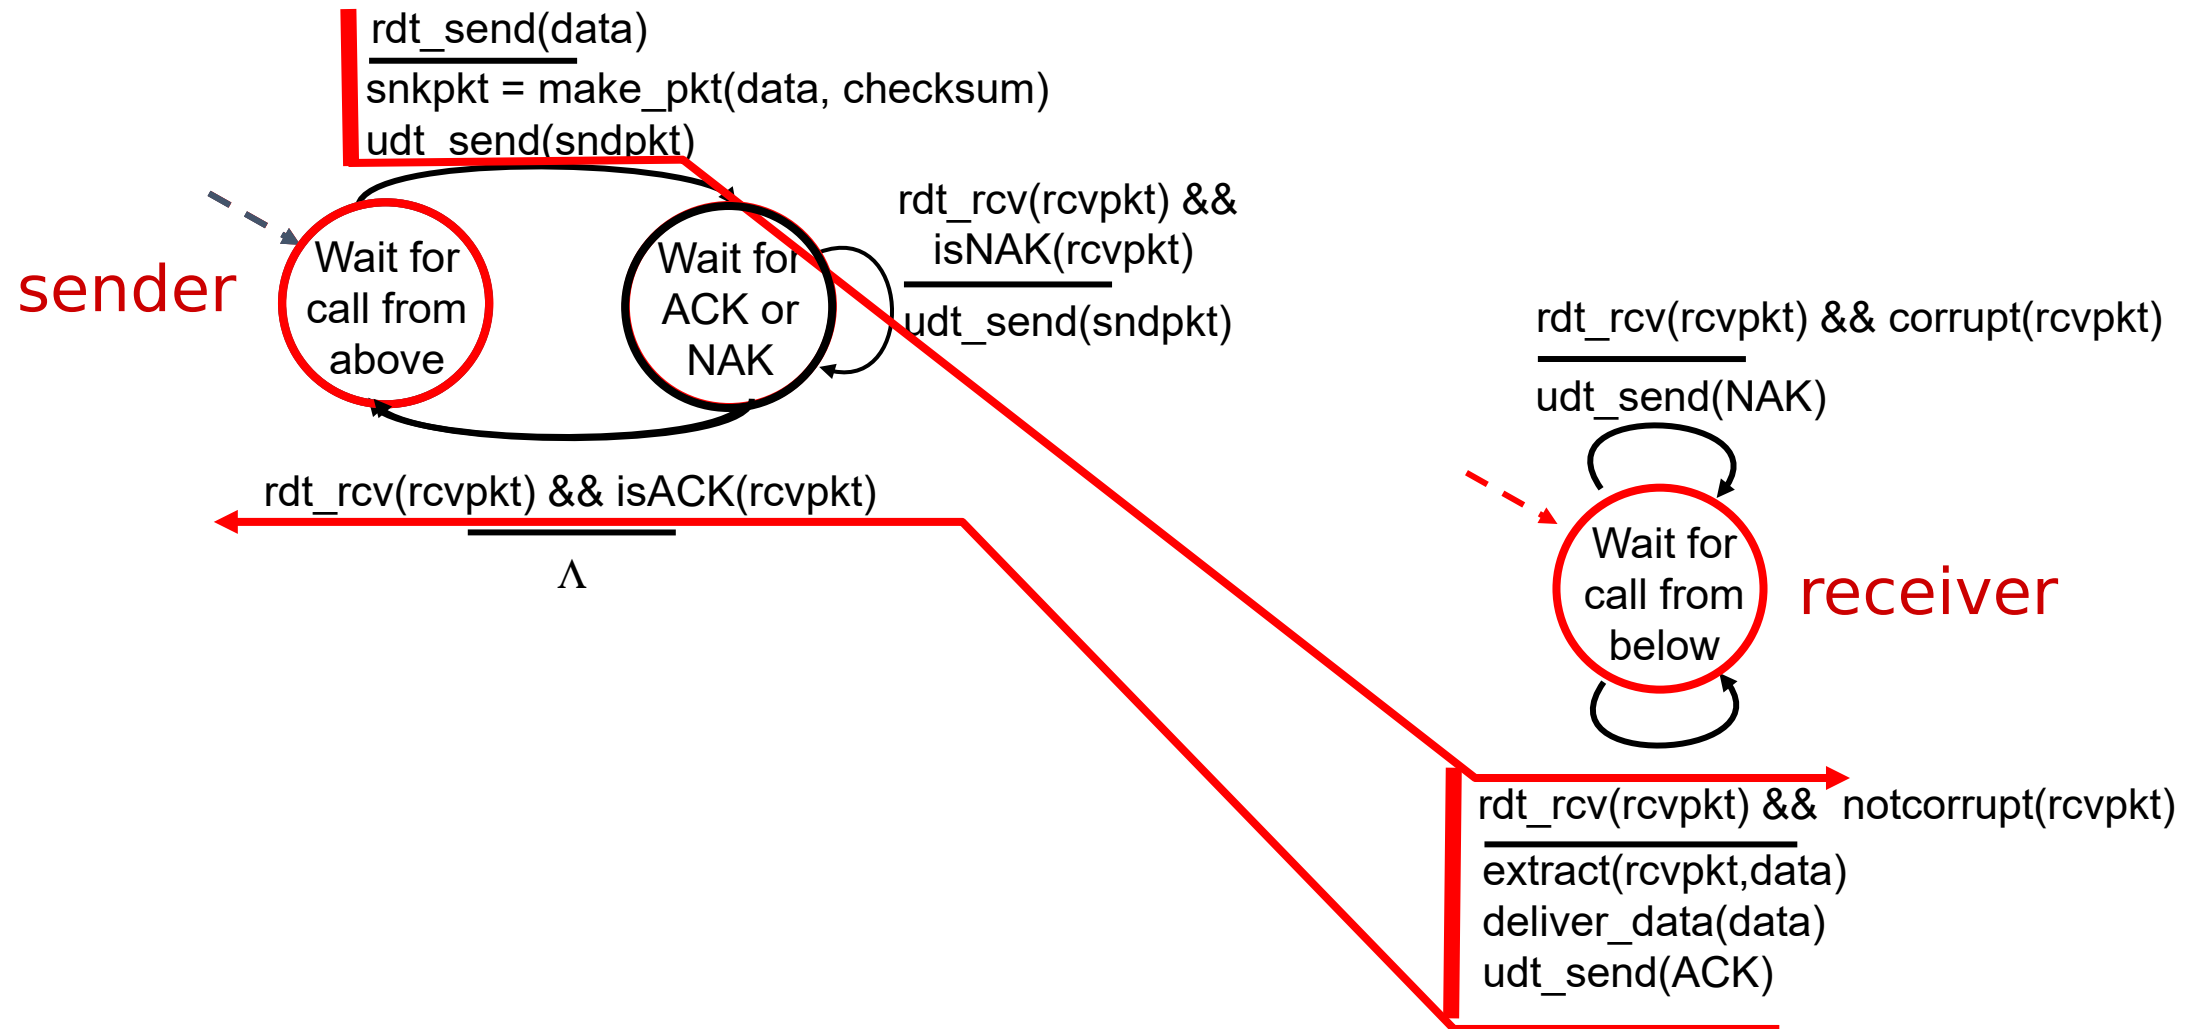 rdt_send(data)
snkpkt = make_pkt(data, checksum)
udt_send(sndpkt)
sender
Wait for
call from
above
Wait for
ACK or
NAK
rdt_rcv(rcvpkt) &&
isNAK(rcvpkt)
udt_send(sndpkt)
rdt_rcv(rcvpkt) && isACK(rcvpkt)
Λ
rdt_rcv(rcvpkt) && corrupt(rcvpkt)
udt_send(NAK)
Wait for
call from
below
receiver
rdt_rcv(rcvpkt) && notcorrupt(rcvpkt)
extract(rcvpkt,data)
deliver_data(data)
udt_send(ACK)